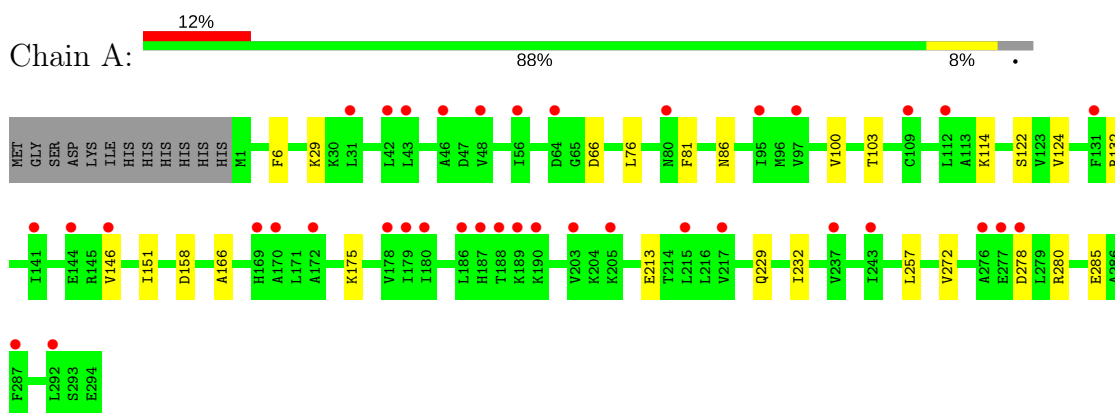 12%
Chain A:
88% 8% •
MET GLY SER ASP LYS ILE HIS HIS HIS HIS HIS HIS M1 F6 K29 K30 L31 L42 G43 A46 D47 V48 I56 D64 G65 D66 L76 N80 F81 N86 I95 M96 V97 V100 T103 C109 L112 A113 K114 S122 V123 V124 F131
I141 E144 R145 V146 I151 D158 A166 H169 A170 L171 A172 K175 V178 I179 I180 L186 H187 T188 K189 K190 V203 K204 K205 E213 T214 L215 L216 V217 Q229 I232 V237 I243 L257 V272 A276 E277 D278 L279 R280 E285 A286
F287 L292 S293 E294